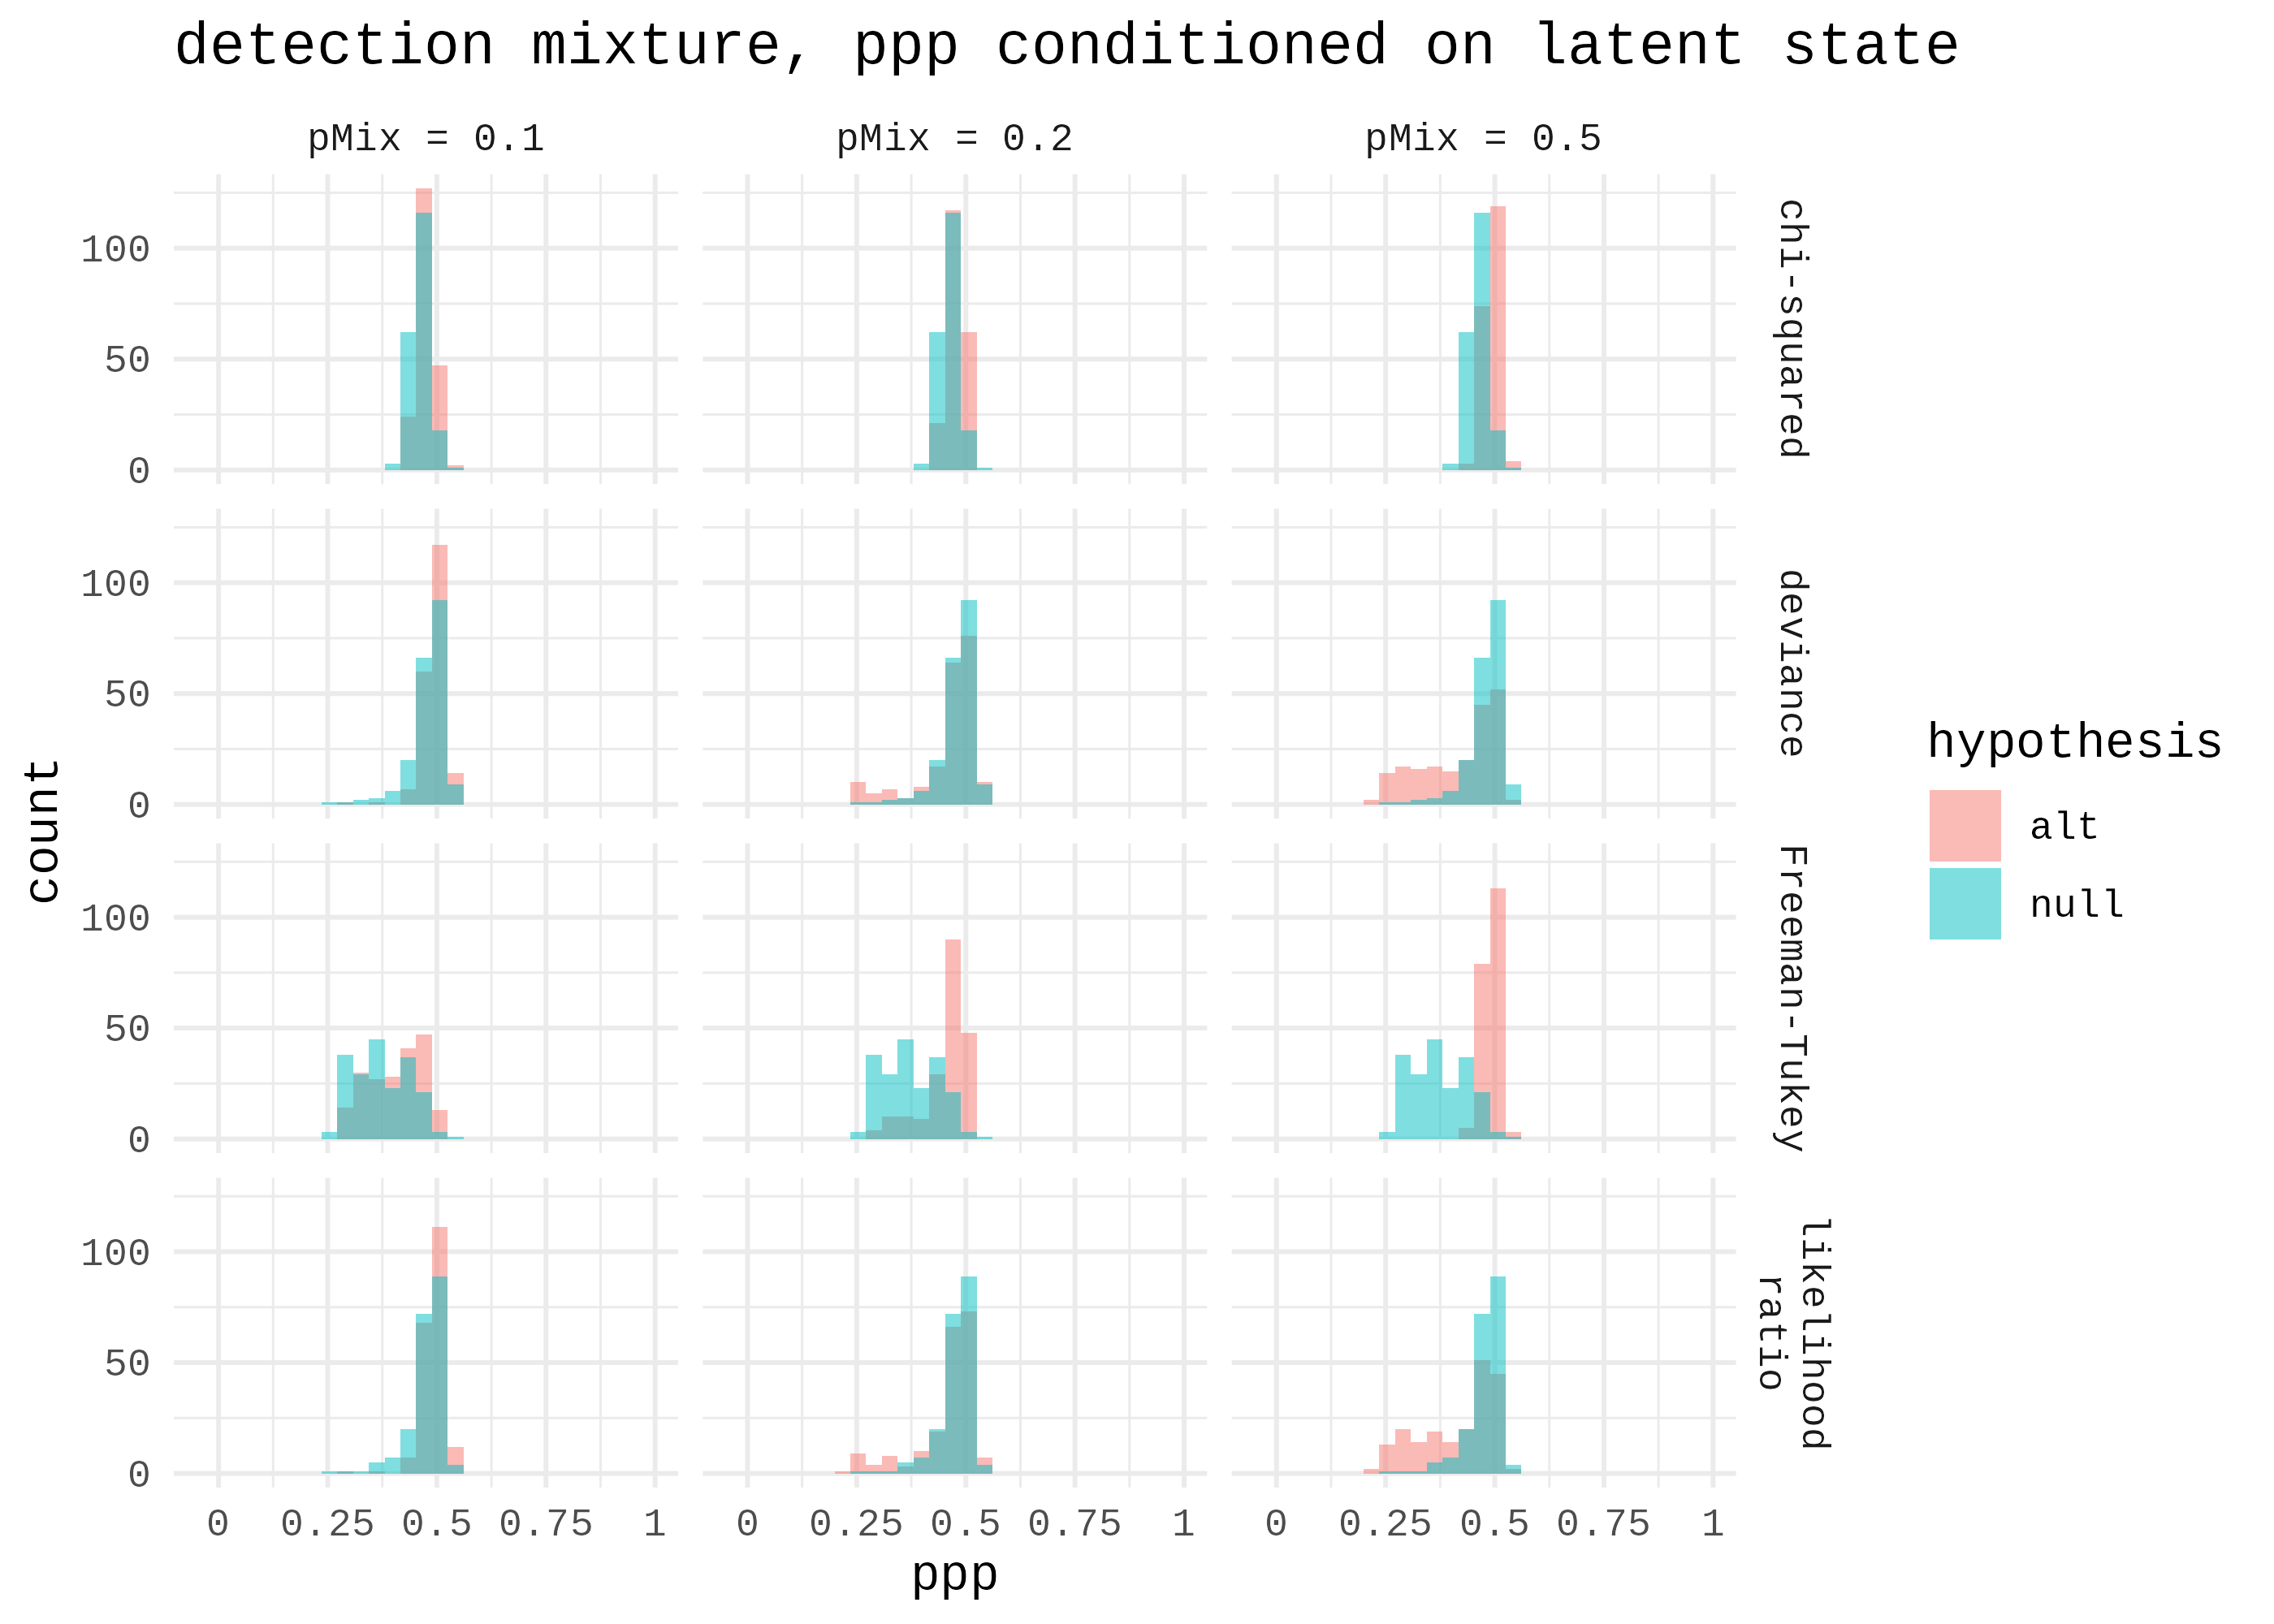 detection mixture, ppp conditioned on latent state
pMix = 0.1
pMix = 0.2
pMix = 0.5
100
50
0
chi-squared
100
50
0
deviance
100
50
0
Freeman-Tukey
100
50
0
likelihood
ratio
0 0.25 0.5 0.75 1
0 0.25 0.5 0.75 1
0 0.25 0.5 0.75 1
ppp
count
hypothesis
alt
null